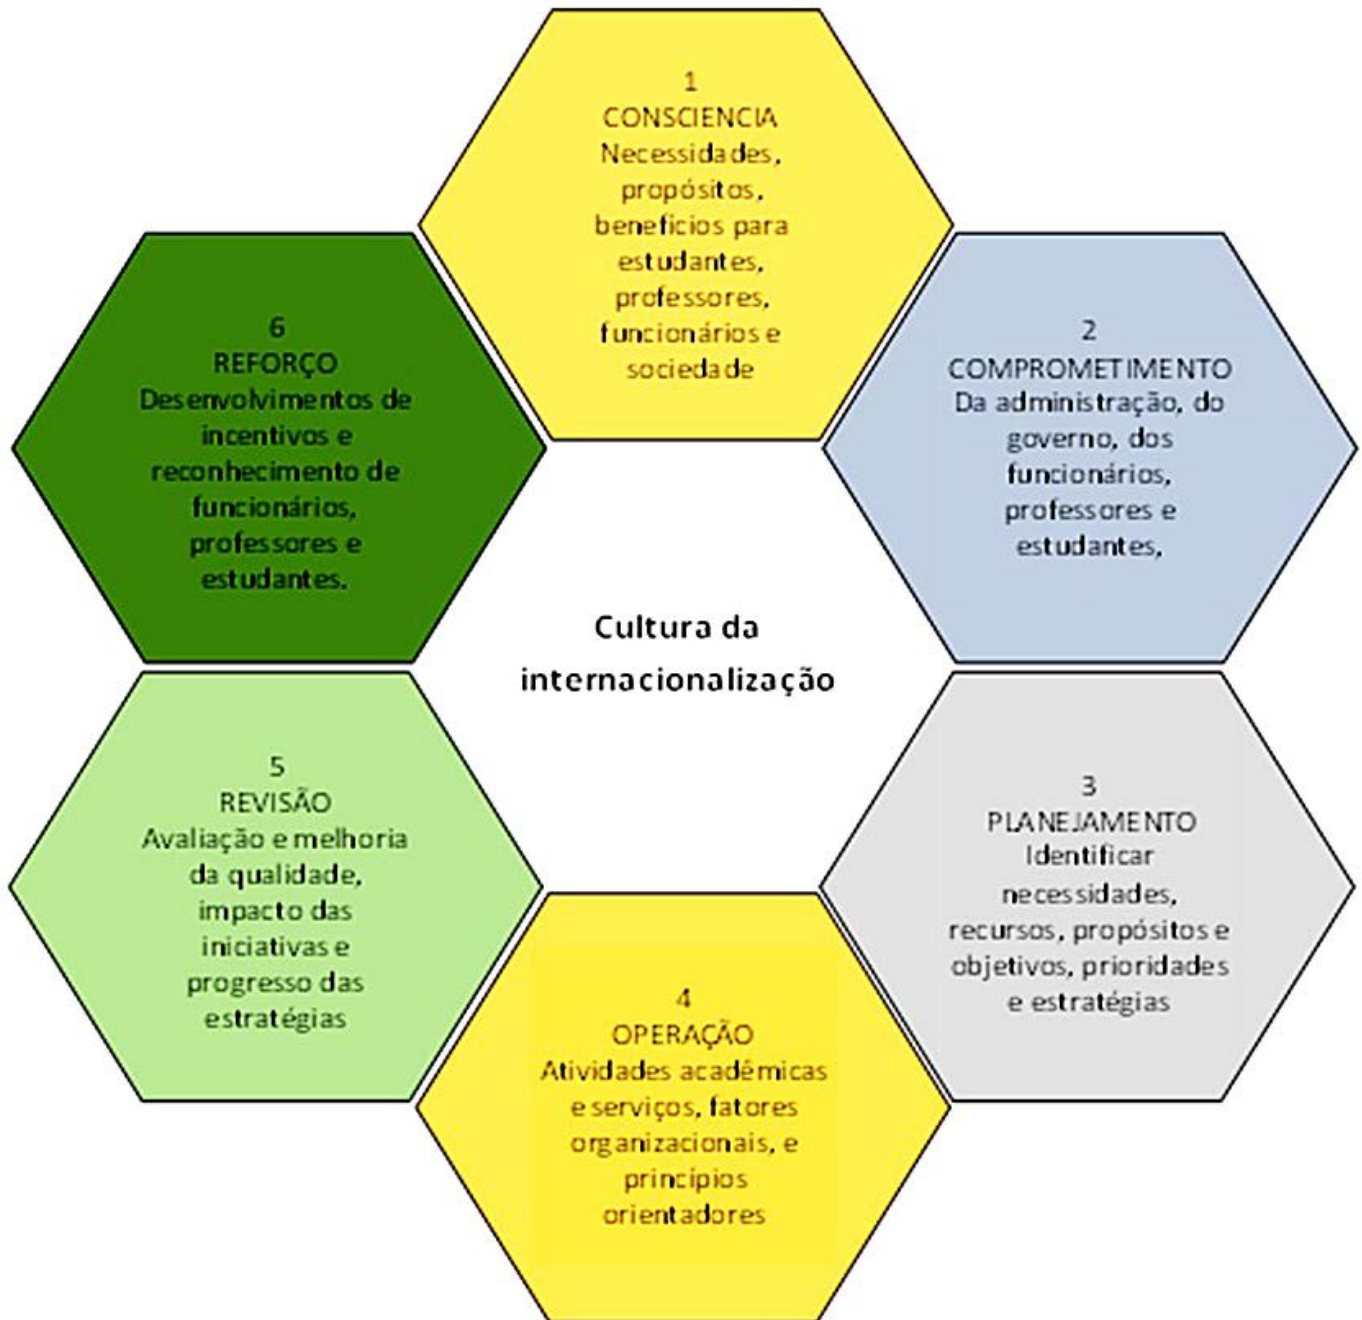 1
CONSCIENCIA
Necessidades,
propósitos,
benefícios para
estudantes,
professores,
funcionários e
sociedade
2
COMPROMETIMENTO
Da administração, do
governo, dos
funcionários,
professores e
estudantes,
3
PLANEJAMENTO
Identificar
necessidades,
recursos, propósitos e
objetivos, prioridades
e estratégias
4
OPERAÇÃO
Atividades acadêmicas
e serviços, fatores
organizacionais, e
princípios
orientadores
5
REVISÃO
Avaliação e melhoria
da qualidade,
impacto das
iniciativas e
progresso das
estratégias
6
REFORÇO
Desenvolvimentos de
incentivos e
reconhecimento de
funcionários,
professores e
estudantes.
Cultura da
internacionalização